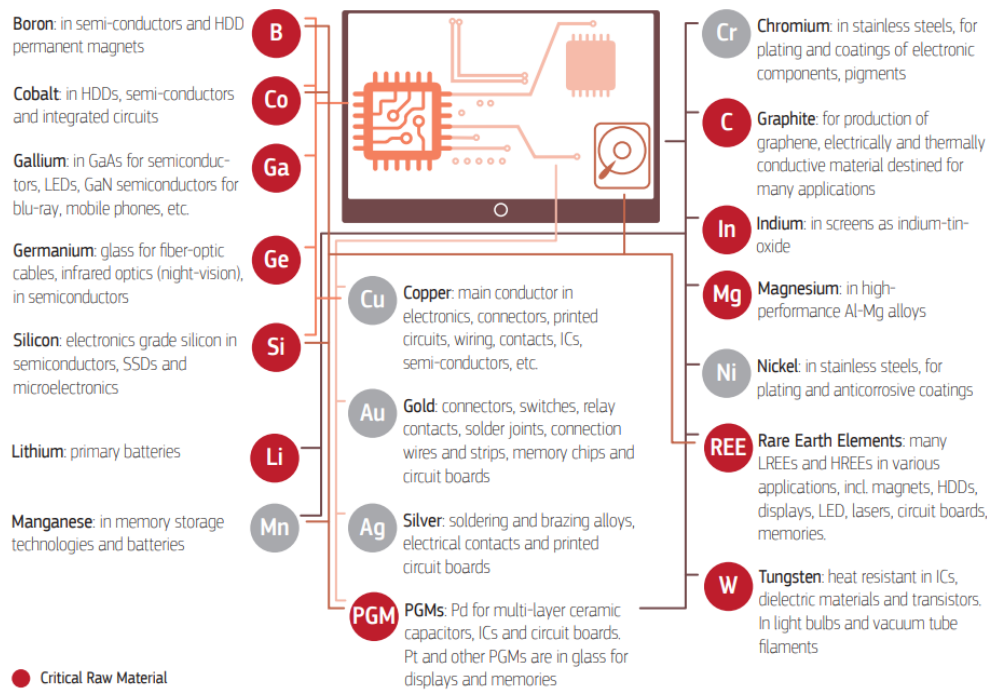 Boron: in semi-conductors and HDD
permanent magnets
B
Cobalt: in HDDs, semi-conductors
and integrated circuits
Co
Gallium: in GaAs for semiconduc-
tors, LEDs, GaN semiconductors for
blu-ray, mobile phones, etc.
Ga
Germanium: glass for fiber-optic
cables, infrared optics (night-vision),
in semiconductors
Ge
Silicon: electronics grade silicon in
semiconductors, SSDs and
microelectronics
Si
Lithium: primary batteries
Li
Manganese: in memory storage
technologies and batteries
Mn
Cu
Copper: main conductor in
electronics, connectors, printed
circuits, wiring, contacts, ICs,
semi-conductors, etc.
Au
Gold: connectors, switches, relay
contacts, solder joints, connection
wires and strips, memory chips and
circuit boards
Ag
Silver: soldering and brazing alloys,
electrical contacts and printed
circuit boards
PGM
PGMs: Pd for multi-layer ceramic
capacitors, ICs and circuit boards.
Pt and other PGMs are in glass for
displays and memories
Cr
Chromium: in stainless steels, for
plating and coatings of electronic
components, pigments
C
Graphite: for production of
graphene, electrically and thermally
conductive material destined for
many applications
In
Indium: in screens as indium-tin-
oxide
Mg
Magnesium: in high-
performance Al-Mg alloys
Ni
Nickel: in stainless steels, for
plating and anticorrosive coatings
REE
Rare Earth Elements: many
LREEs and HREEs in various
applications, incl. magnets, HDDs,
displays, LED, lasers, circuit boards,
memories.
W
Tungsten: heat resistant in ICs,
dielectric materials and transistors.
In light bulbs and vacuum tube
filaments
Critical Raw Material